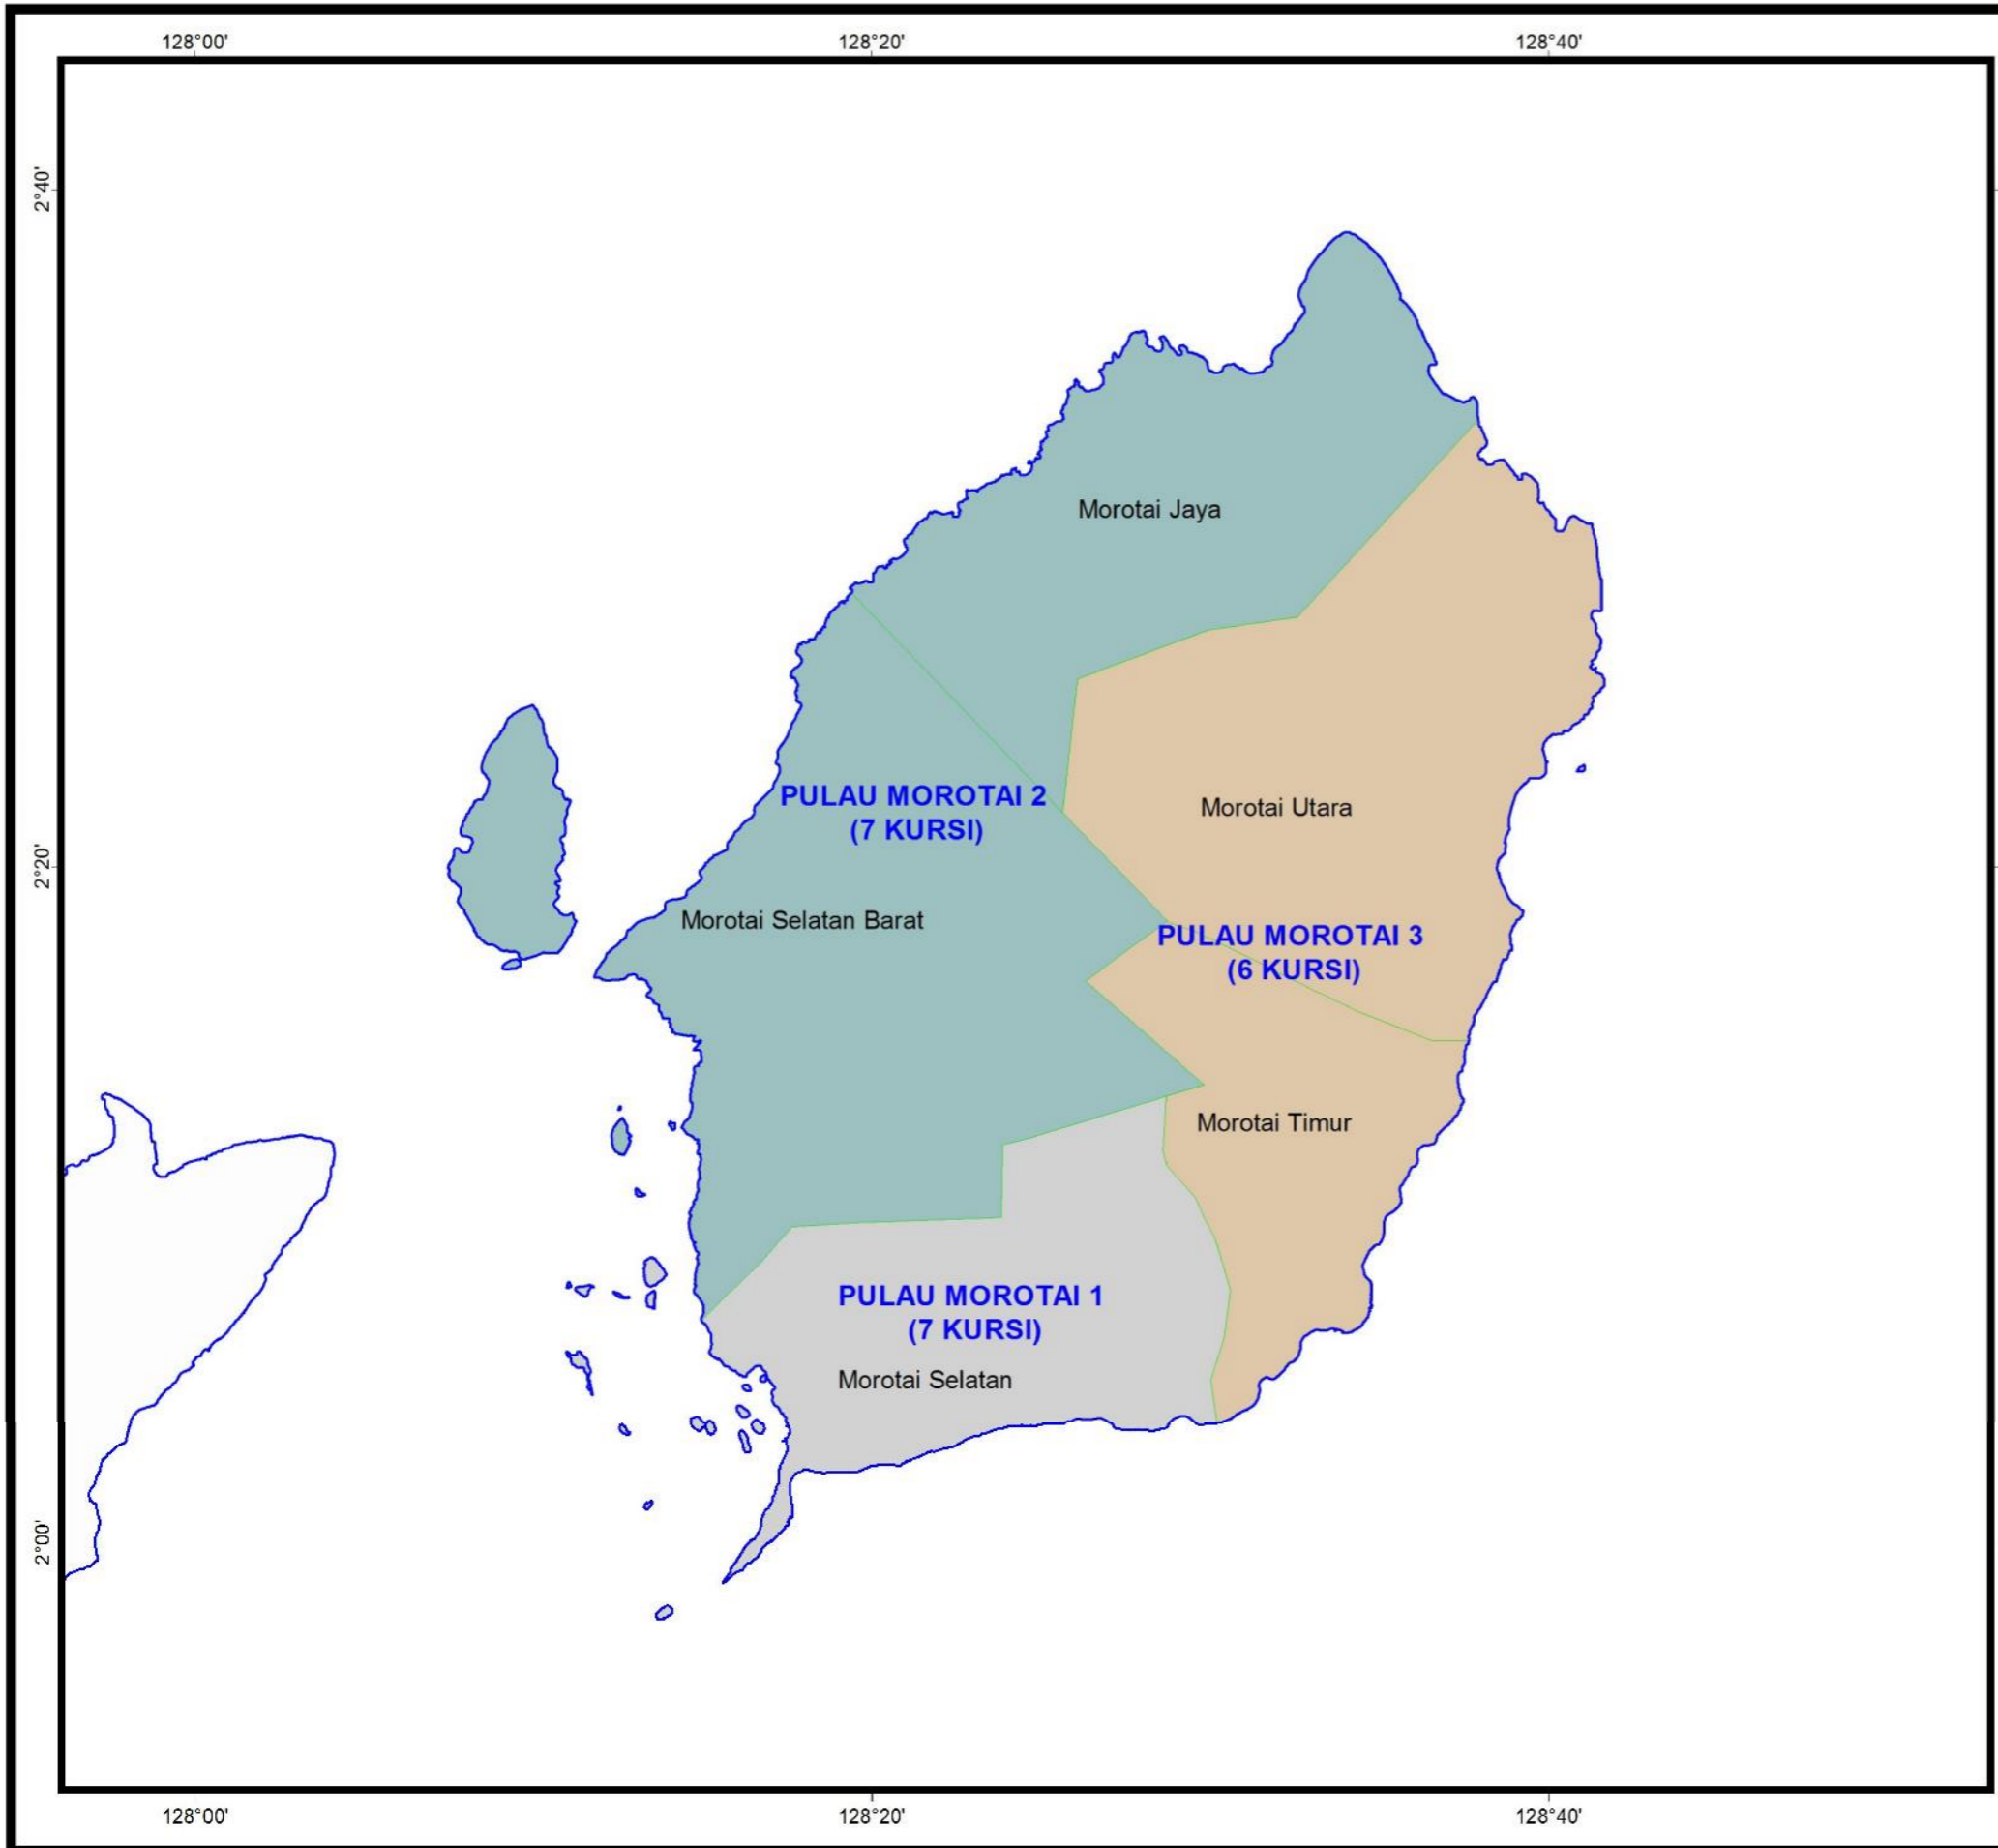 128°00'
128°20'
128°40'
2°40'
Morotai Jaya
PULAU MOROTAI 2
(7 KURSI)
Morotai Utara
2°20'
Morotai Selatan Barat
PULAU MOROTAI 3
(6 KURSI)
Morotai Timur
PULAU MOROTAI 1
(7 KURSI)
Morotai Selatan
2°00'
128°00'
128°20'
128°40'